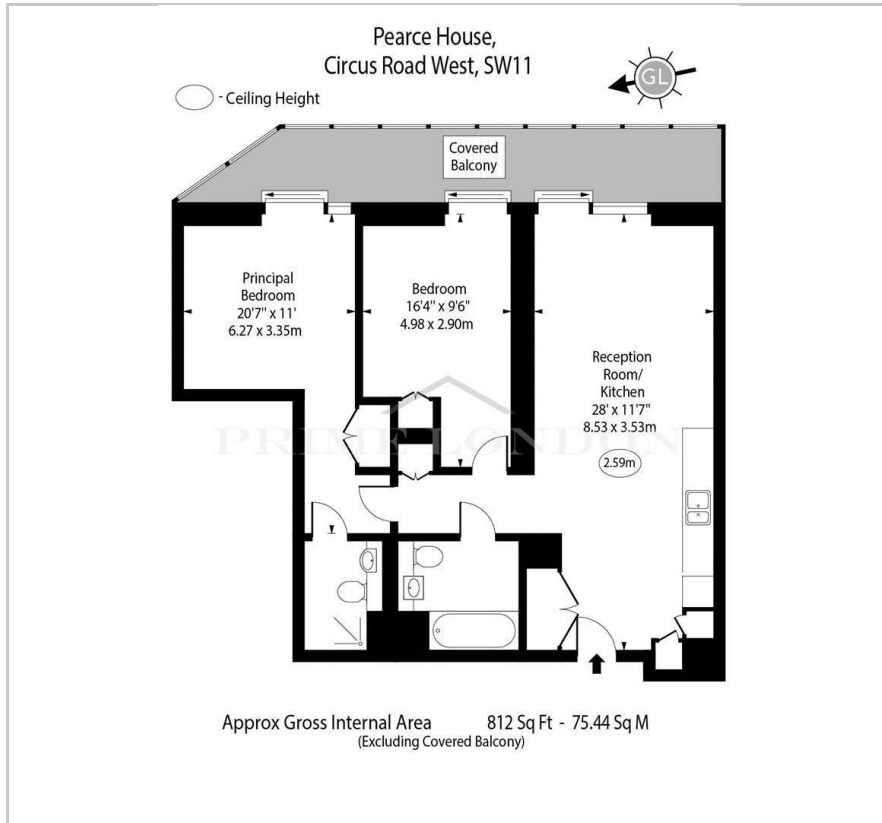 Pearce House,
Circus Road West, SW11
GL
- Ceiling Height
Covered
Balcony
Principal
Bedroom
20'7" x 11'
6.27 x 3.35m
Bedroom
16'4" x 9'6"
4.98 x 2.90m
Reception
Room/
Kitchen
28' x 11'7"
8.53 x 3.53m
2.59m
PRIME LONDON
Approx Gross Internal Area 812 Sq Ft - 75.44 Sq M
(Excluding Covered Balcony)